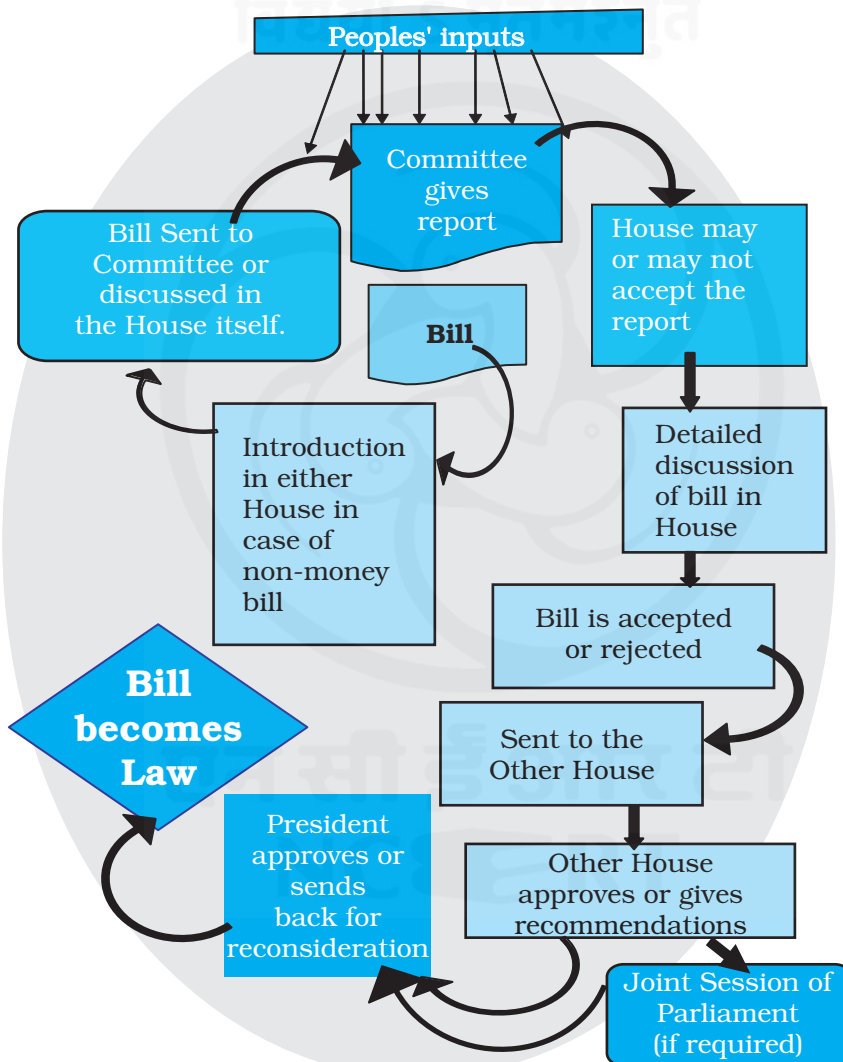 Peoples' inputs
Committee
gives
report
Bill Sent to
Committee or
discussed in
the House itself.
House may
or may not
accept the
report
Bill
Introduction
in either
House in
case of
non-money
bill
Detailed
discussion
of bill in
House
Bill is accepted
or rejected
Bill
becomes
Law
Sent to the
Other House
President
approves or
sends
back for
reconsideration
Other House
approves or gives
recommendations
Joint Session of
Parliament
(if required)
एन सी ई आर टी